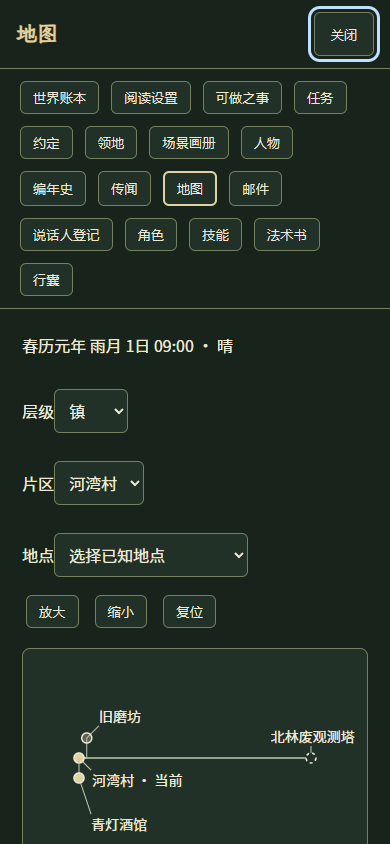 地图 关闭
世界账本 阅读设置 可做之事 任务
约定 领地 场景画册 人物
编年史 传闻 地图 邮件
说话人登记 角色 技能 法术书
行囊
春历元年 雨月 1日 09:00 · 晴
层级 镇
片区 河湾村
地点 选择已知地点
放大 缩小 复位
旧磨坊
北林废观测塔
河湾村 · 当前
青灯酒馆